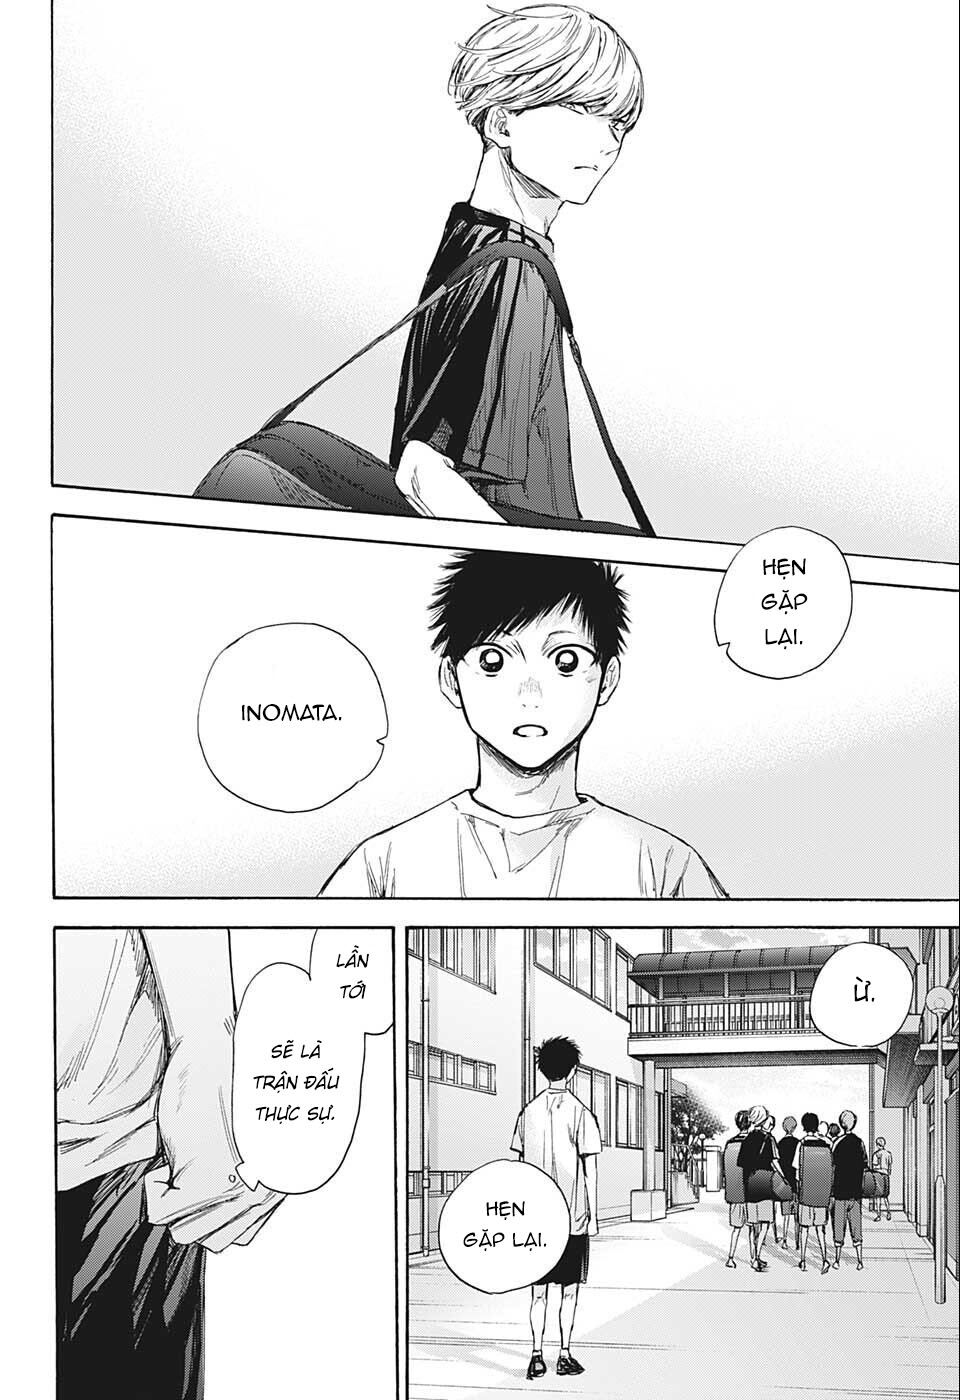 HẸN
GẶP
LẠI.
INOMATA.
Ừ.
HẸN
GẶP LẠI.
LẦN
TỚI
SẼ LÀ
TRẬN ĐẤU
THỰC SỰ.